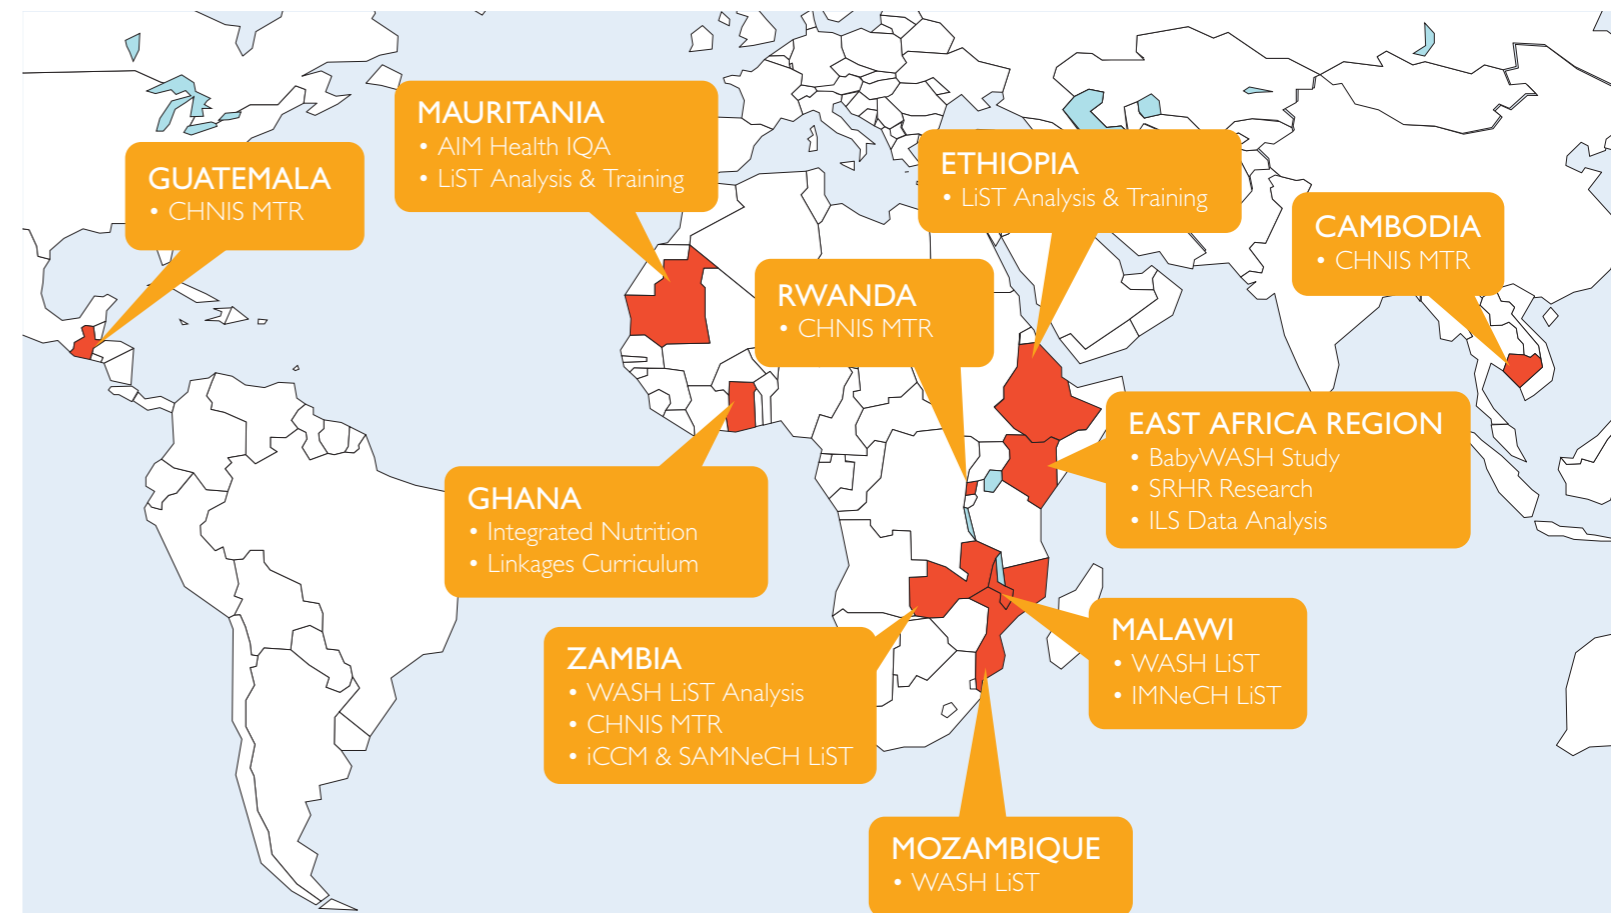 MAURITANIA
• AIM Health IQA
• LiST Analysis & Training
GUATEMALA
• CHNIS MTR
ETHIOPIA
• LiST Analysis & Training
CAMBODIA
• CHNIS MTR
RWANDA
• CHNIS MTR
EAST AFRICA REGION
• BabyWASH Study
• SRHR Research
• ILS Data Analysis
GHANA
• Integrated Nutrition
• Linkages Curriculum
ZAMBIA
• WASH LiST Analysis
• CHNIS MTR
• iCCM & SAMNeCH LiST
MALAWI
• WASH LiST
• IMNeCH LiST
MOZAMBIQUE
• WASH LiST